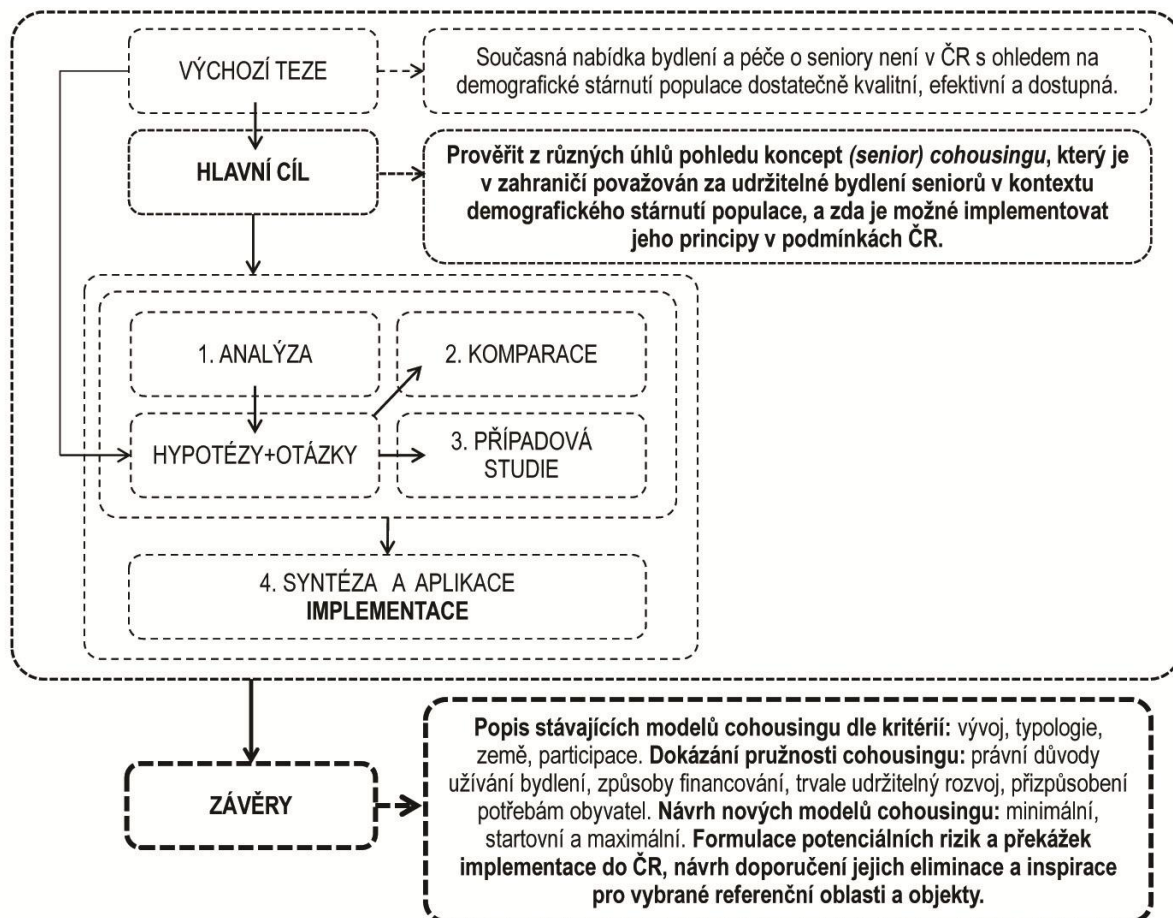 VÝCHOZÍ TEZE
Současná nabídka bydlení a péče o seniory není v ČR s ohledem na
demografické stárnutí populace dostatečně kvalitní, efektivní a dostupná.
HLAVNÍ CÍL
Prověřit z různých úhlů pohledu koncept (senior) cohousingu, který je
v zahraničí považován za udržitelné bydlení seniorů v kontextu
demografického stárnutí populace, a zda je možné implementovat
jeho principy v podmínkách ČR.
1. ANALÝZA
2. KOMPARACE
HYPOTÉZY+OTÁZKY
3. PŘÍPADOVÁ
STUDIE
4. SYNTÉZA A APLIKACE
IMPLEMENTACE
ZÁVĚRY
Popis stávajících modelů cohousingu dle kritérií: vývoj, typologie,
země, participace. Dokázání pružnosti cohousingu: právní důvody
užívání bydlení, způsoby financování, trvale udržitelný rozvoj, přizpůsobení
potřebám obyvatel. Návrh nových modelů cohousingu: minimální,
startovní a maximální. Formulace potenciálních rizik a překážek
implementace do ČR, návrh doporučení jejich eliminace a inspirace
pro vybrané referenční oblasti a objekty.